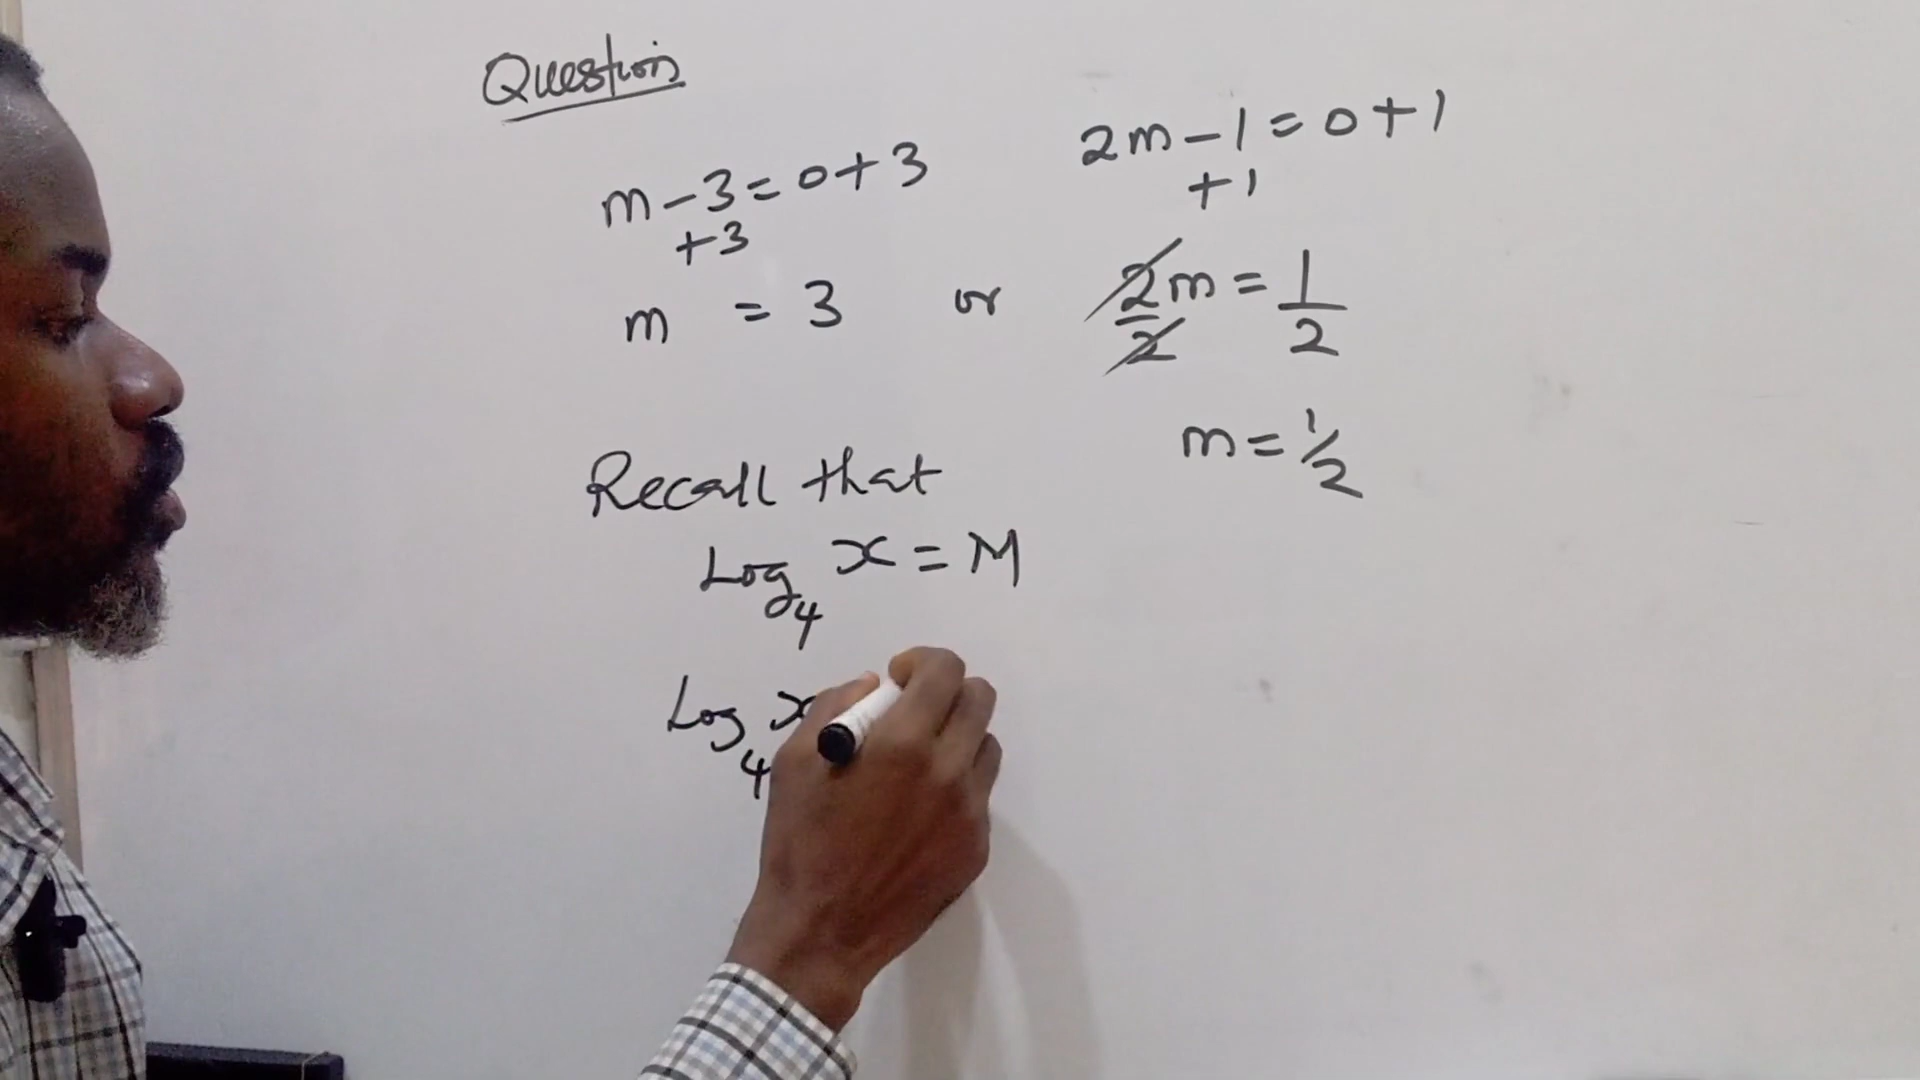 Question
m - 3 = 0 + 3
+3
m = 3 or
2m - 1 = 0 + 1
+1
2m/2 = 1/2
m = 1/2
Recall that
Log₄ x = M
Log₄ x